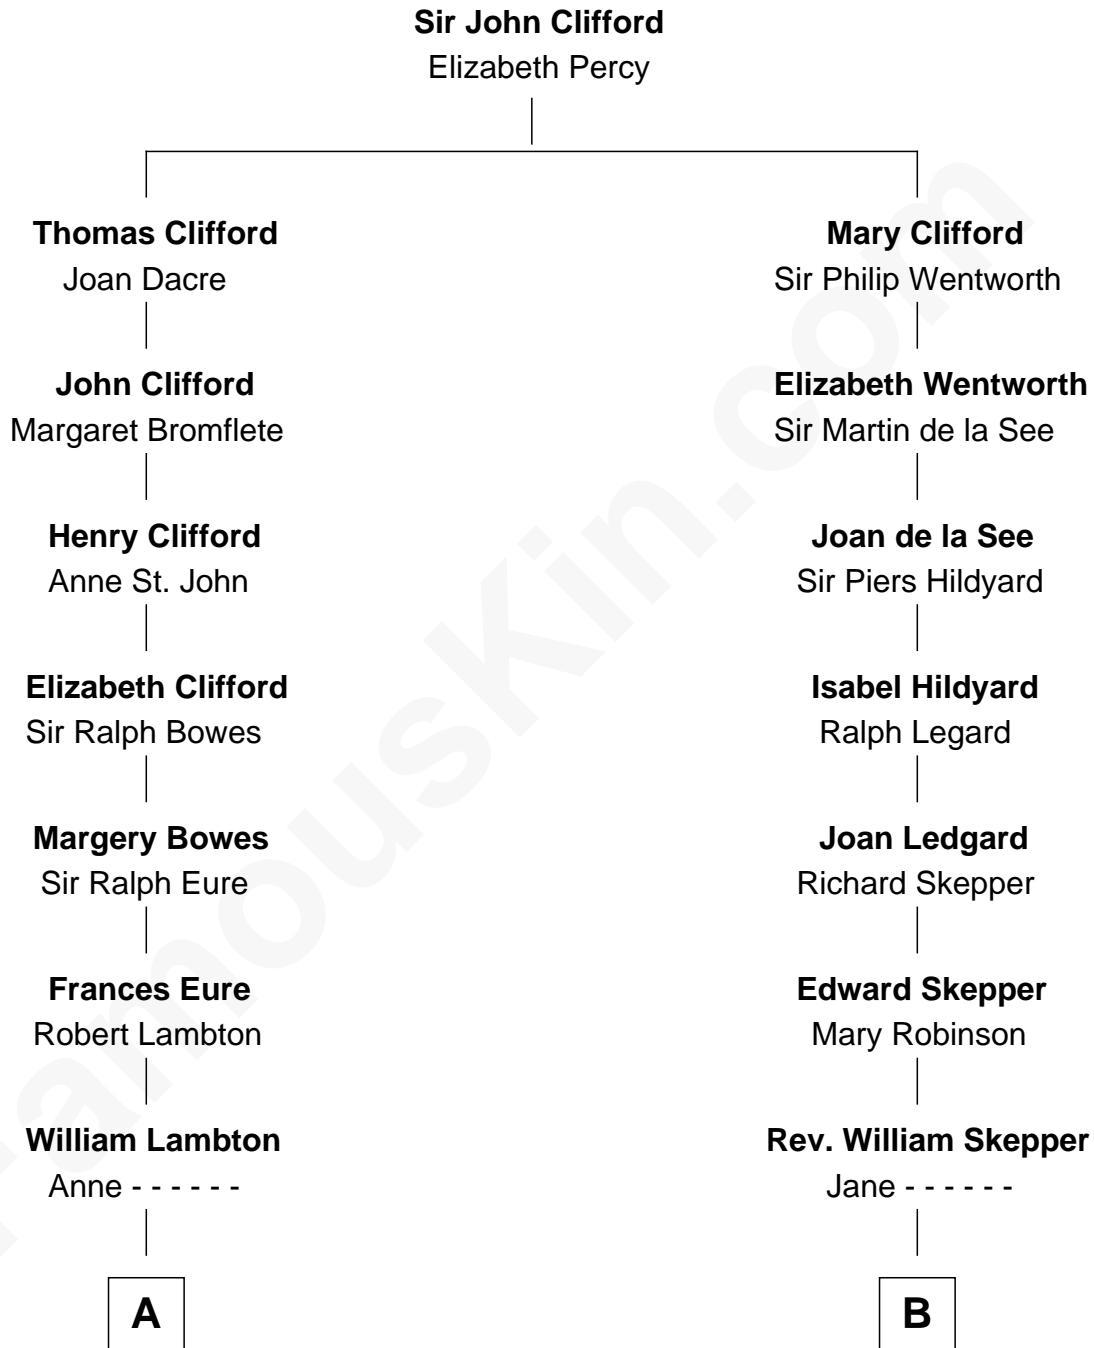 Sir John Clifford
Elizabeth Percy
Thomas Clifford
Joan Dacre
John Clifford
Margaret Bromflete
Henry Clifford
Anne St. John
Elizabeth Clifford
Sir Ralph Bowes
Margery Bowes
Sir Ralph Eure
Frances Eure
Robert Lambton
William Lambton
Anne - - - - - -
A
Mary Clifford
Sir Philip Wentworth
Elizabeth Wentworth
Sir Martin de la See
Joan de la See
Sir Piers Hildyard
Isabel Hildyard
Ralph Legard
Joan Ledgard
Richard Skepper
Edward Skepper
Mary Robinson
Rev. William Skepper
Jane - - - - - -
B
FamousKin.com